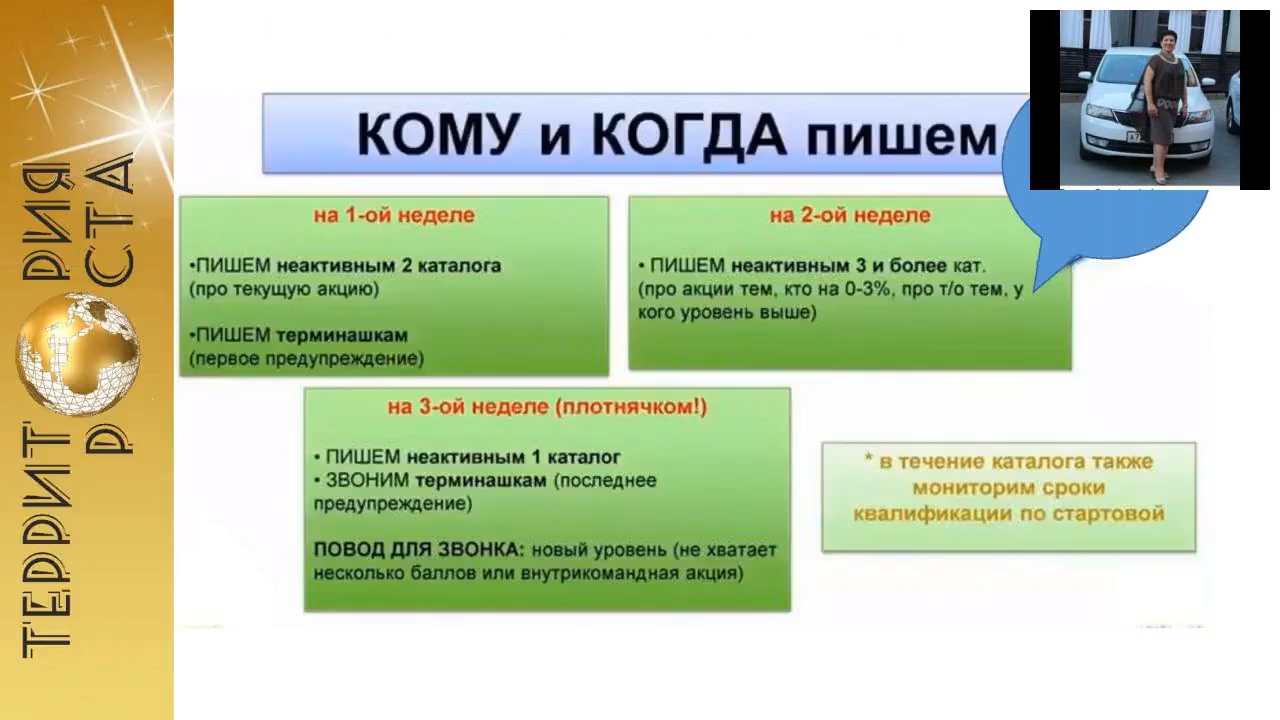 ТЕРРИТ РИЯ
Р СТА
КОМУ и КОГДА пишем
на 1-ой неделе
•ПИШЕМ неактивным 2 каталога
(про текущую акцию)
•ПИШЕМ терминашкам
(первое предупреждение)
на 2-ой неделе
• ПИШЕМ неактивным 3 и более кат.
(про акции тем, кто на 0-3%, про т/о тем, у
кого уровень выше)
на 3-ой неделе (плотнячком!)
• ПИШЕМ неактивным 1 каталог
• ЗВОНИМ терминашкам (последнее
предупреждение)
ПОВОД ДЛЯ ЗВОНКА: новый уровень (не хватает
несколько баллов или внутрикомандная акция)
* в течение каталога также
мониторим сроки
квалификации по стартовой